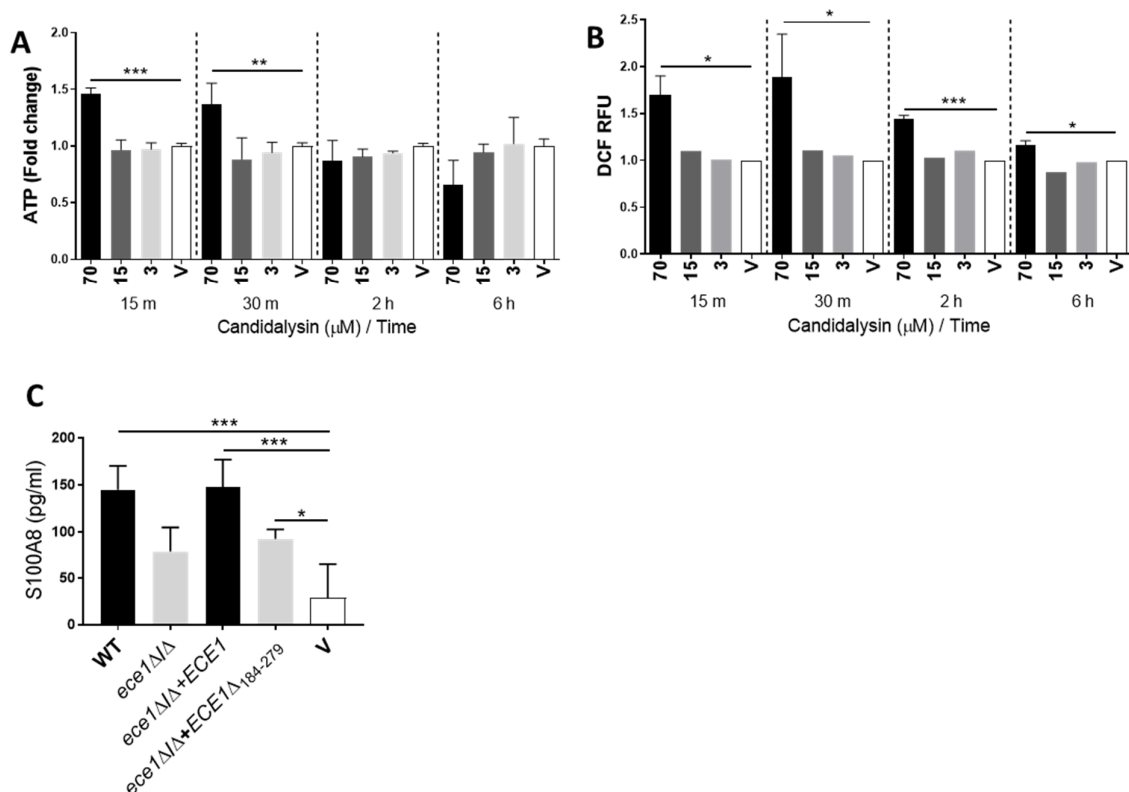 A
ATP (Fold change)
2.0
1.5
1.0
0.5
0.0
***
**
70 15 3 V 70 15 3 V 70 15 3 V 70 15 3 V
15 m 30 m 2 h 6 h
Candidalysin (μM) / Time
B
DCF RFU
2.5
2.0
1.5
1.0
0.5
0.0
*
*
***
*
70 15 3 V 70 15 3 V 70 15 3 V 70 15 3 V
15 m 30 m 2 h 6 h
Candidalysin (μM) / Time
C
S100A8 (pg/ml)
200
150
100
50
0
***
***
*
WT
ece1Δ/Δ
ece1Δ/Δ+ECE1
ece1Δ/Δ+ECE1Δ184-279
V